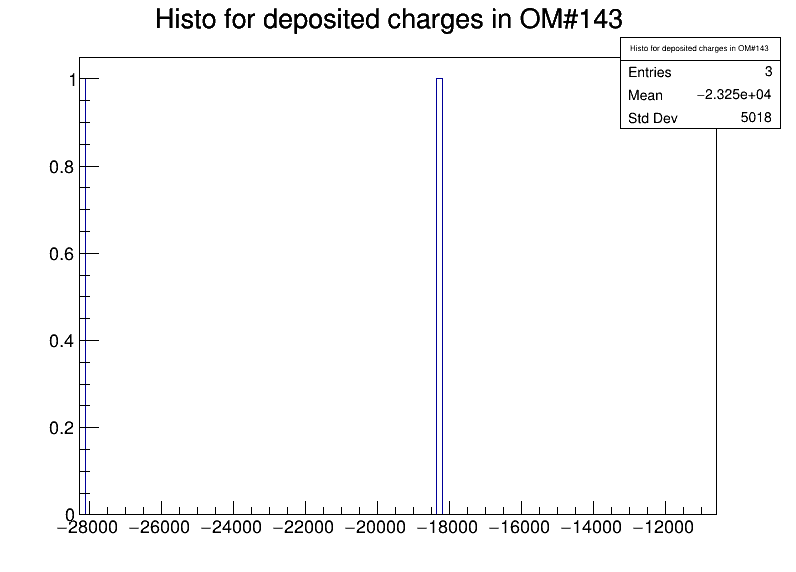 Histo for deposited charges in OM#143
Histo for deposited charges in OM#143
Entries 3
Mean −2.325e+04
Std Dev 5018
1
0.8
0.6
0.4
0.2
0
−28000 −26000 −24000 −22000 −20000 −18000 −16000 −14000 −12000